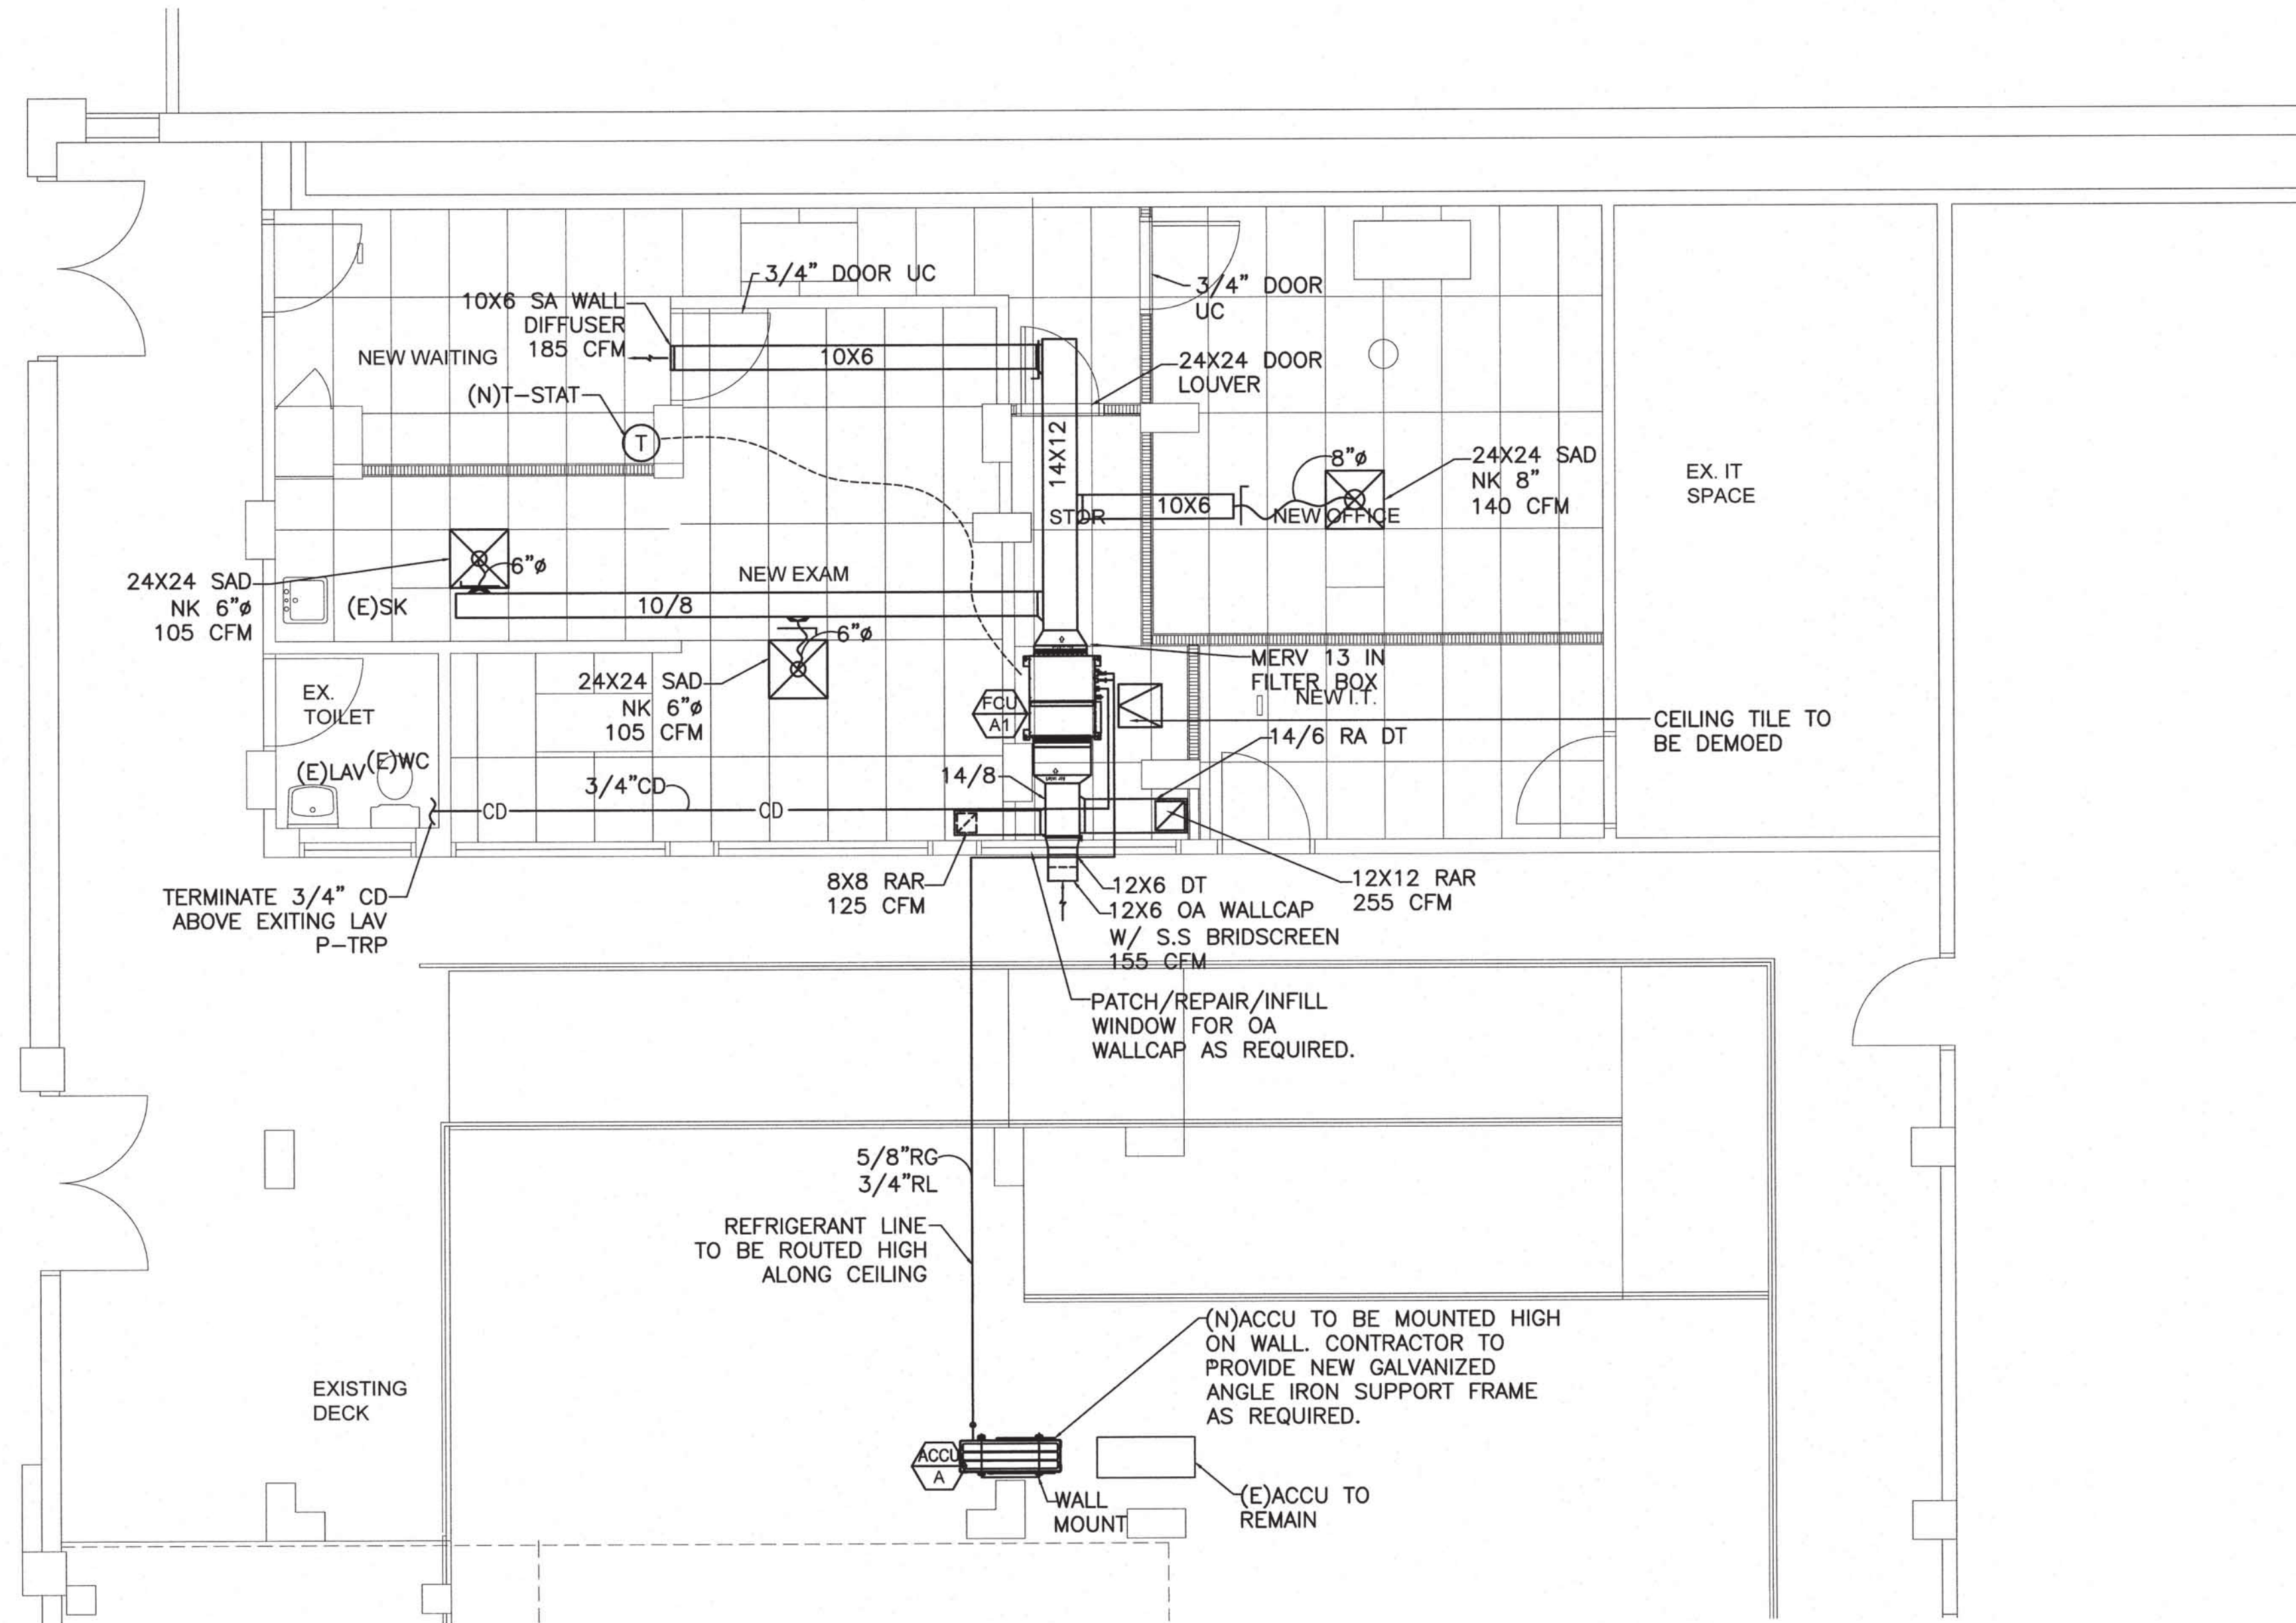 3/4" DOOR UC
10X6 SA WALL
DIFFUSER
185 CFM
3/4" DOOR
UC
NEW WAITING
10X6
24X24 DOOR
LOUVER
(N)T-STAT
T
14X12
8"ø
24X24 SAD
NK 8"
140 CFM
EX. IT
SPACE
STOR
10X6
NEW OFFICE
24X24 SAD
NK 6"ø
105 CFM
6"ø
(E)SK
NEW EXAM
10/8
6"ø
24X24 SAD
NK 6"ø
105 CFM
MERV 13 IN
FILTER BOX
NEW I.T.
EX.
TOILET
FCU
A1
CEILING TILE TO
BE DEMOED
14/6 RA DT
(E)LAV
(E)WC
14/8
3/4"CD
CD
CD
TERMINATE 3/4" CD
ABOVE EXITING LAV
P-TRP
8X8 RAR
125 CFM
12X6 DT
12X6 OA WALLCAP
W/ S.S BRIDSCREEN
155 CFM
12X12 RAR
255 CFM
PATCH/REPAIR/INFILL
WINDOW FOR OA
WALLCAP AS REQUIRED.
5/8"RG
3/4"RL
REFRIGERANT LINE
TO BE ROUTED HIGH
ALONG CEILING
(N)ACCU TO BE MOUNTED HIGH
ON WALL. CONTRACTOR TO
PROVIDE NEW GALVANIZED
ANGLE IRON SUPPORT FRAME
AS REQUIRED.
EXISTING
DECK
ACCU
A
WALL
MOUNT
(E)ACCU TO
REMAIN